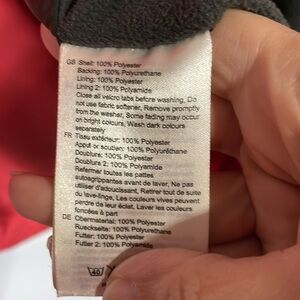 GB Shell: 100% Polyester
Backing: 100% Polyurethane
Lining: 100% Polyester
Lining 2: 100% Polyamide
Close all velcro tabs before washing, Do
not use fabric softener, Remove promptly
from the washer, Some fading may occur
on bright colours, Wash dark colours
separately
FR Tissu extérieur: 100% Polyester
Appui or soutien: 100% Polyuréthane
Doublure: 100% Polyester
Doublure 2: 100% Polyamide
Refermer toutes les pattes
autoagrippantes avant de laver, Ne pas
utiliser d'adoucissant, Retirer tout de suite
du lave-linge, Les couleurs vives peuvent
perdre de leur éclat, Laver les couleurs
foncées à part
DE Obermaterial: 100% Polyester
Rueckseite: 100% Polyurethan
Futter: 100% Polyester
Futter 2: 100% Polyamide
40